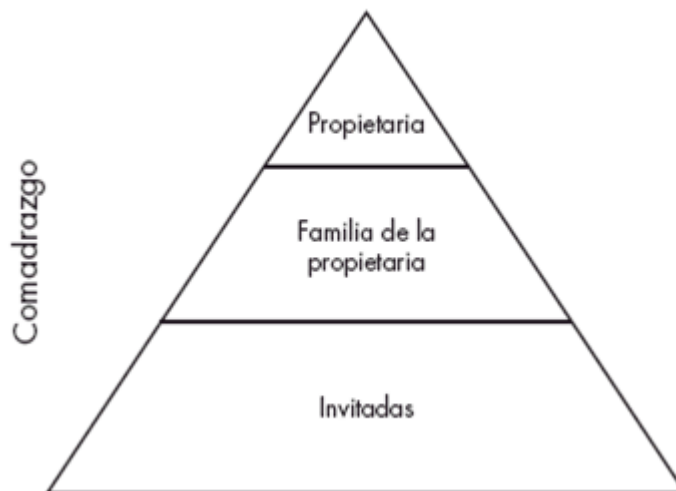 Comadrazgo
Propietaria
Familia de la
propietaria
Invitadas